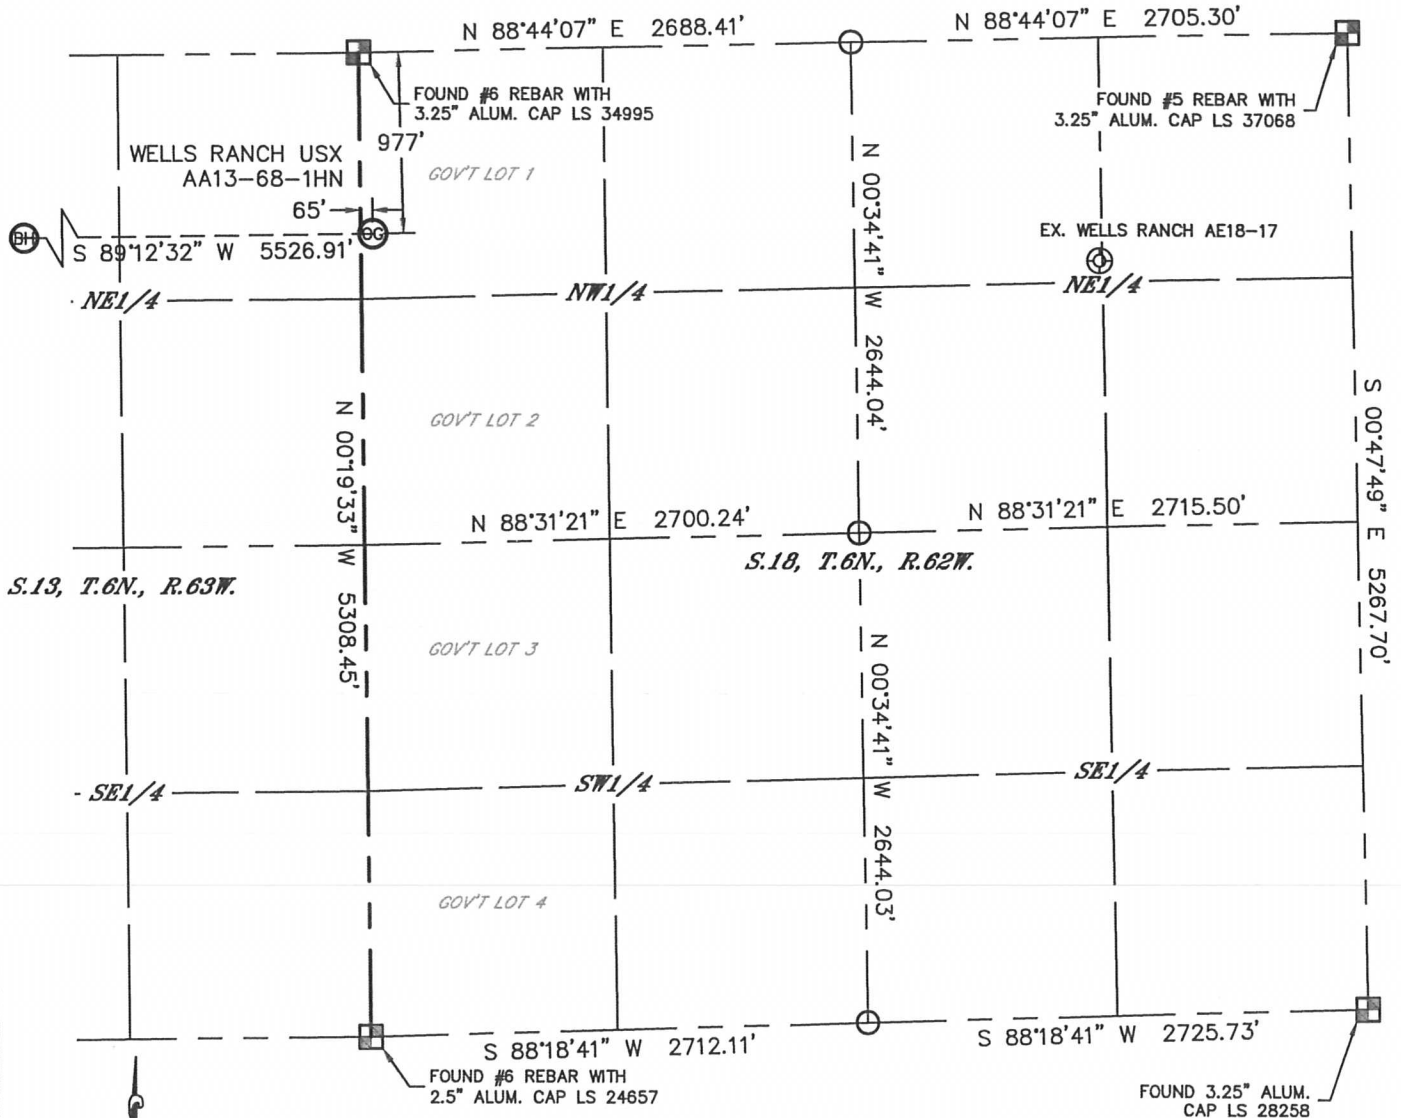 N 88°44'07" E 2688.41'
N 88°44'07" E 2705.30'
FOUND #6 REBAR WITH
3.25" ALUM. CAP LS 34995
FOUND #5 REBAR WITH
3.25" ALUM. CAP LS 37068
977'
WELLS RANCH USX
AA13-68-1HN
GOV'T LOT 1
65'
BH
OG
S 89°12'32" W 5526.91'
N 00°34'41" W 2644.04'
EX. WELLS RANCH AE18-17
NE1/4
NW1/4
NE1/4
N 00°19'33" W 5308.45'
GOV'T LOT 2
S 00°47'49" E 5267.70'
N 88°31'21" E 2700.24'
N 88°31'21" E 2715.50'
S.13, T.6N., R.63W.
S.18, T.6N., R.62W.
GOV'T LOT 3
N 00°34'41" W 2644.03'
SE1/4
SW1/4
SE1/4
GOV'T LOT 4
S 88°18'41" W 2712.11'
S 88°18'41" W 2725.73'
FOUND #6 REBAR WITH
2.5" ALUM. CAP LS 24657
FOUND 3.25" ALUM.
CAP LS 28258